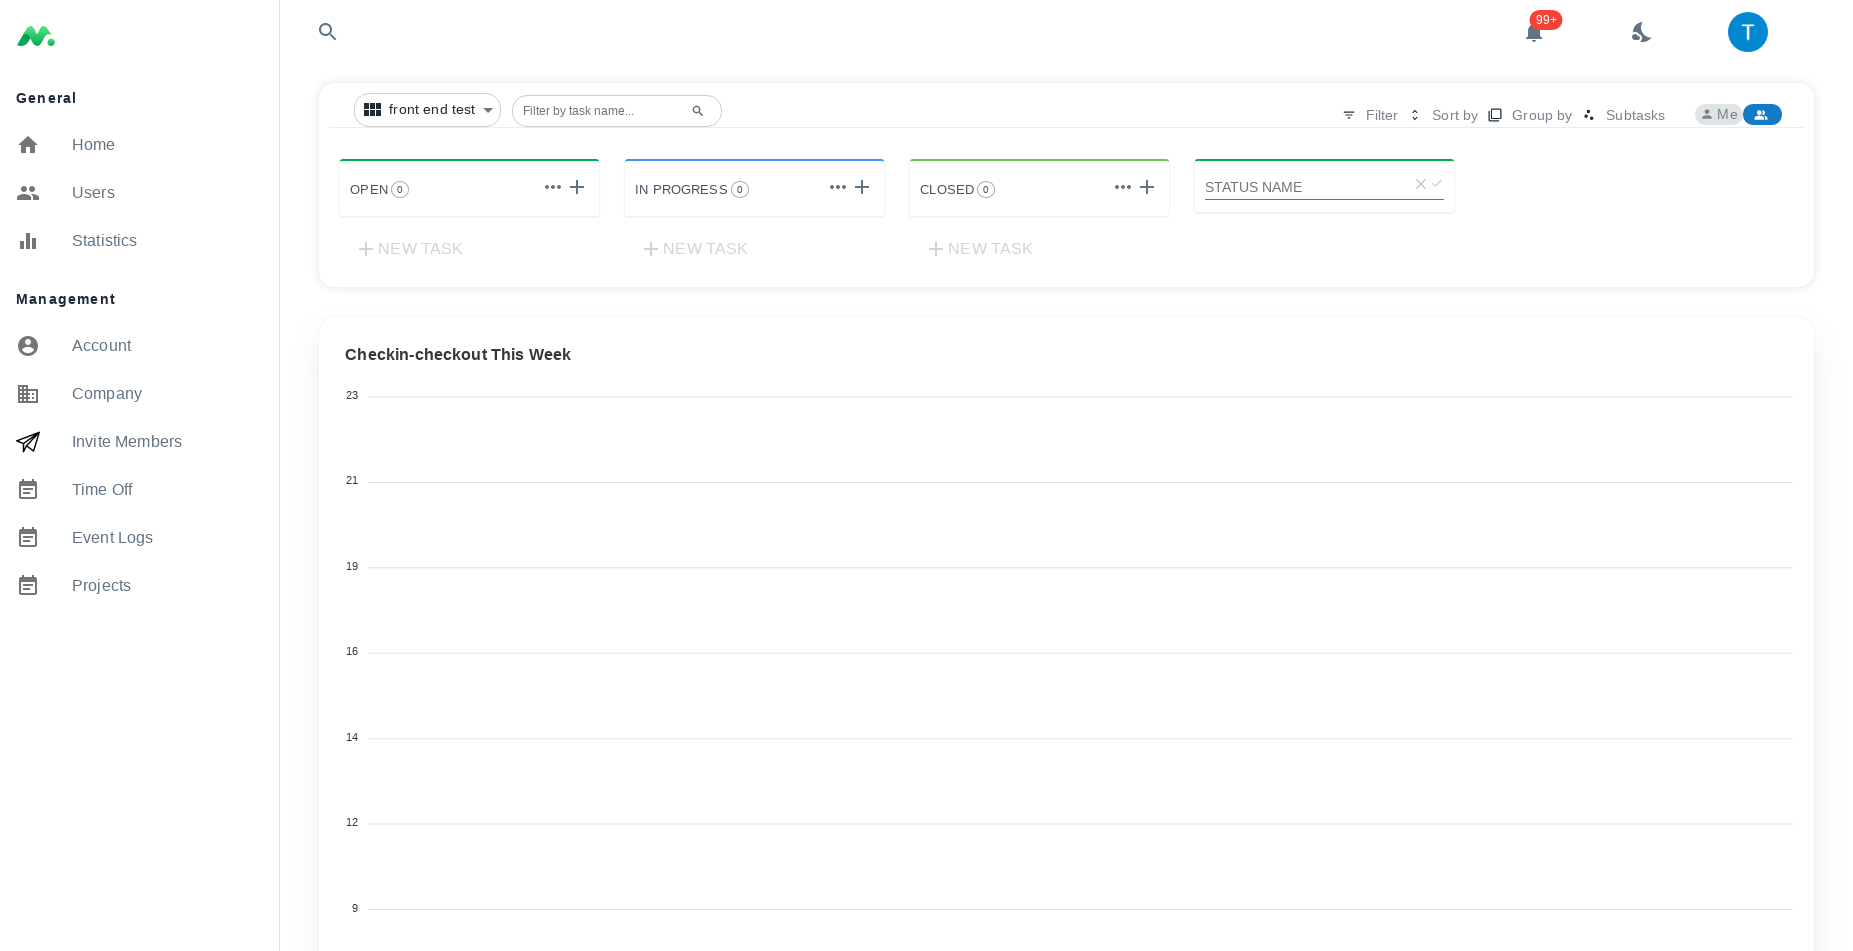 99+
T
General
Home
Users
Statistics
Management
Account
Company
Invite Members
Time Off
Event Logs
Projects
front end test
Filter by task name...
Filter
Sort by
Group by
Subtasks
Me
OPEN 0
IN PROGRESS 0
CLOSED 0
STATUS NAME
NEW TASK
NEW TASK
NEW TASK
Checkin-checkout This Week
23
21
19
16
14
12
9